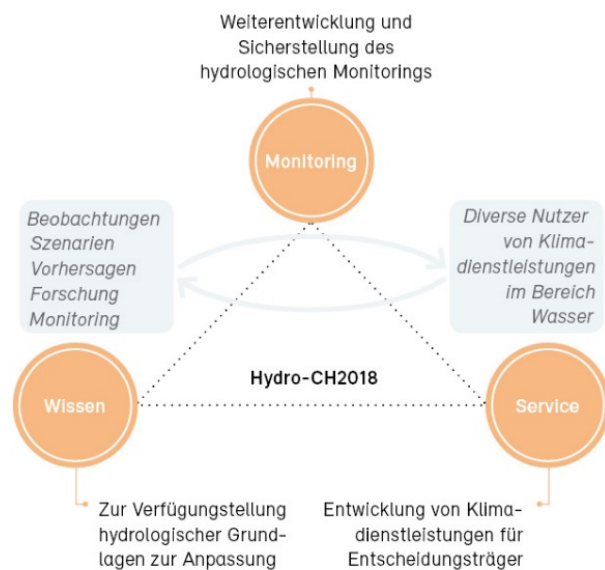 Weiterentwicklung und
Sicherstellung des
hydrologischen Monitorings
Monitoring
Beobachtungen
Szenarien
Vorhersagen
Forschung
Monitoring
Diverse Nutzer
von Klima-
dienstleistungen
im Bereich
Wasser
Hydro-CH2018
Wissen
Service
Zur Verfügungstellung
hydrologischer Grund-
lagen zur Anpassung
Entwicklung von Klima-
dienstleistungen für
Entscheidungsträger